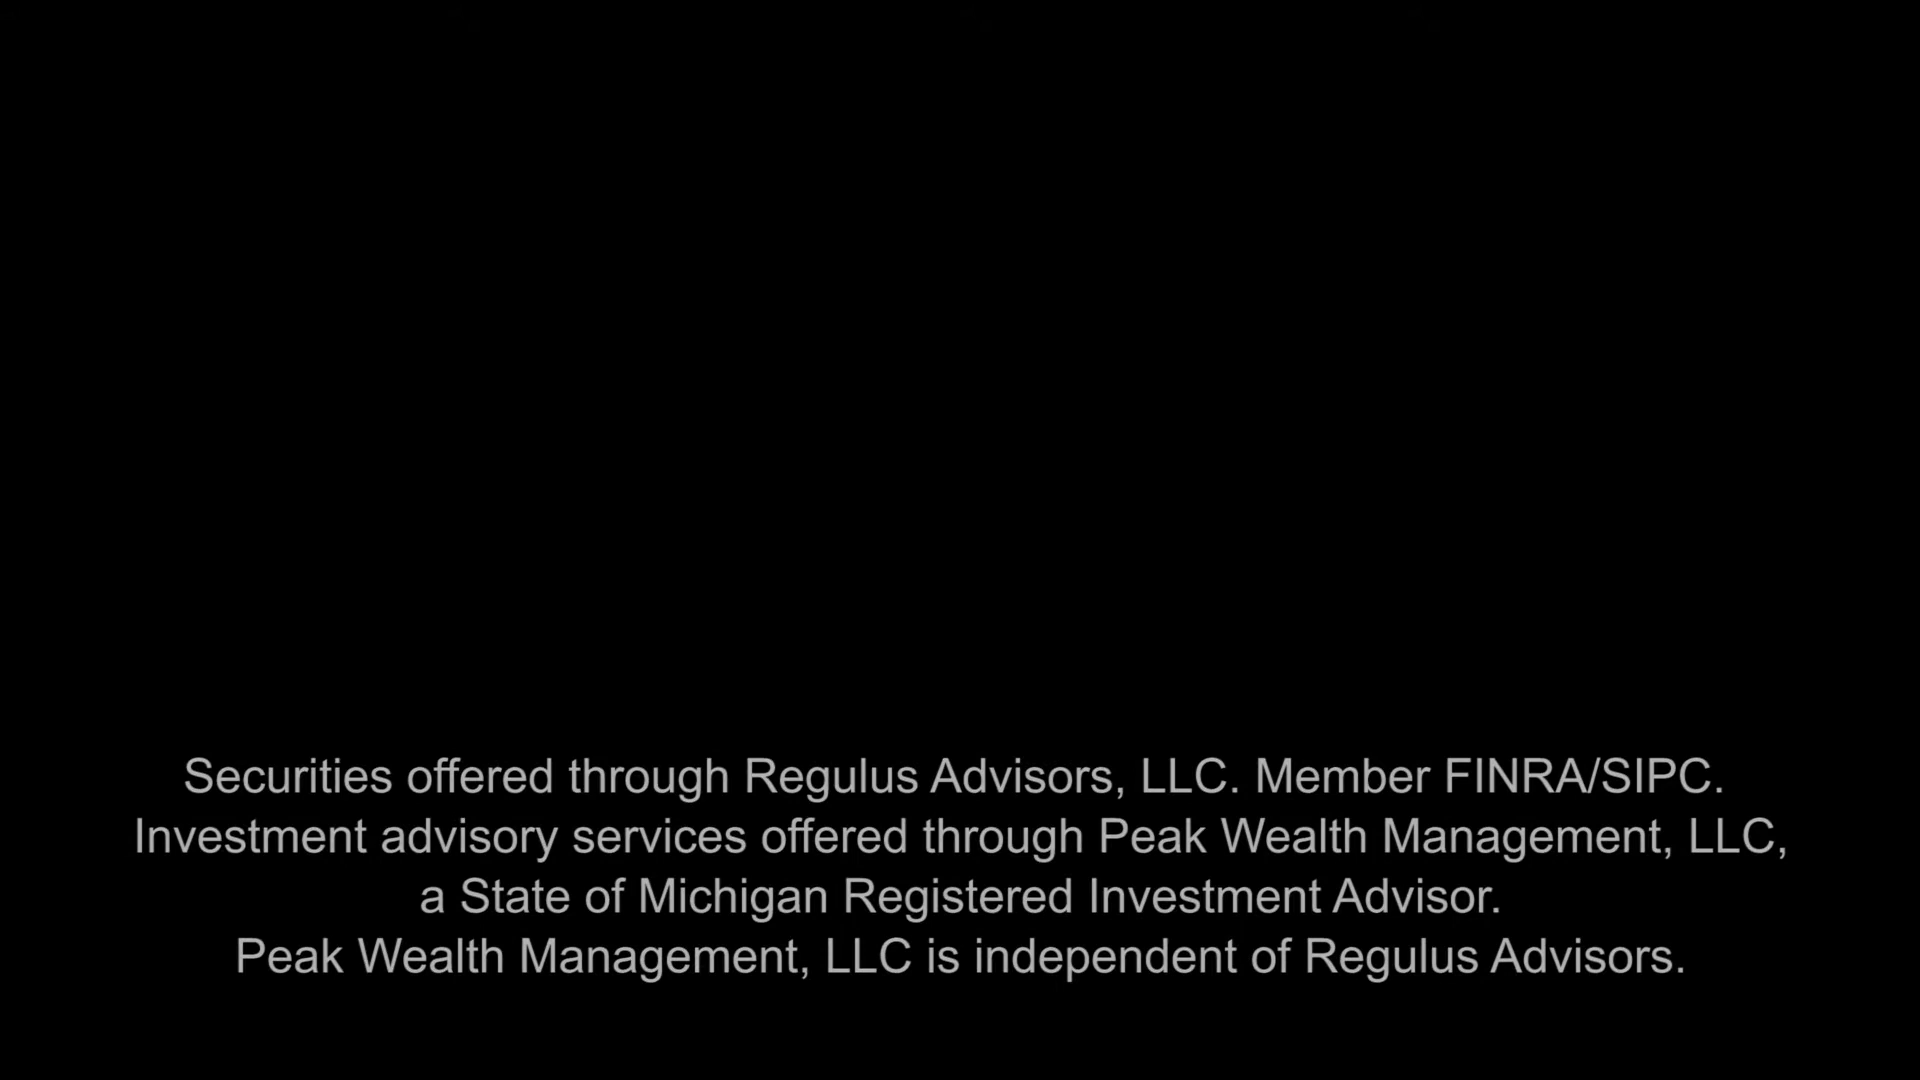 Securities offered through Regulus Advisors, LLC. Member FINRA/SIPC.
Investment advisory services offered through Peak Wealth Management, LLC,
a State of Michigan Registered Investment Advisor.
Peak Wealth Management, LLC is independent of Regulus Advisors.